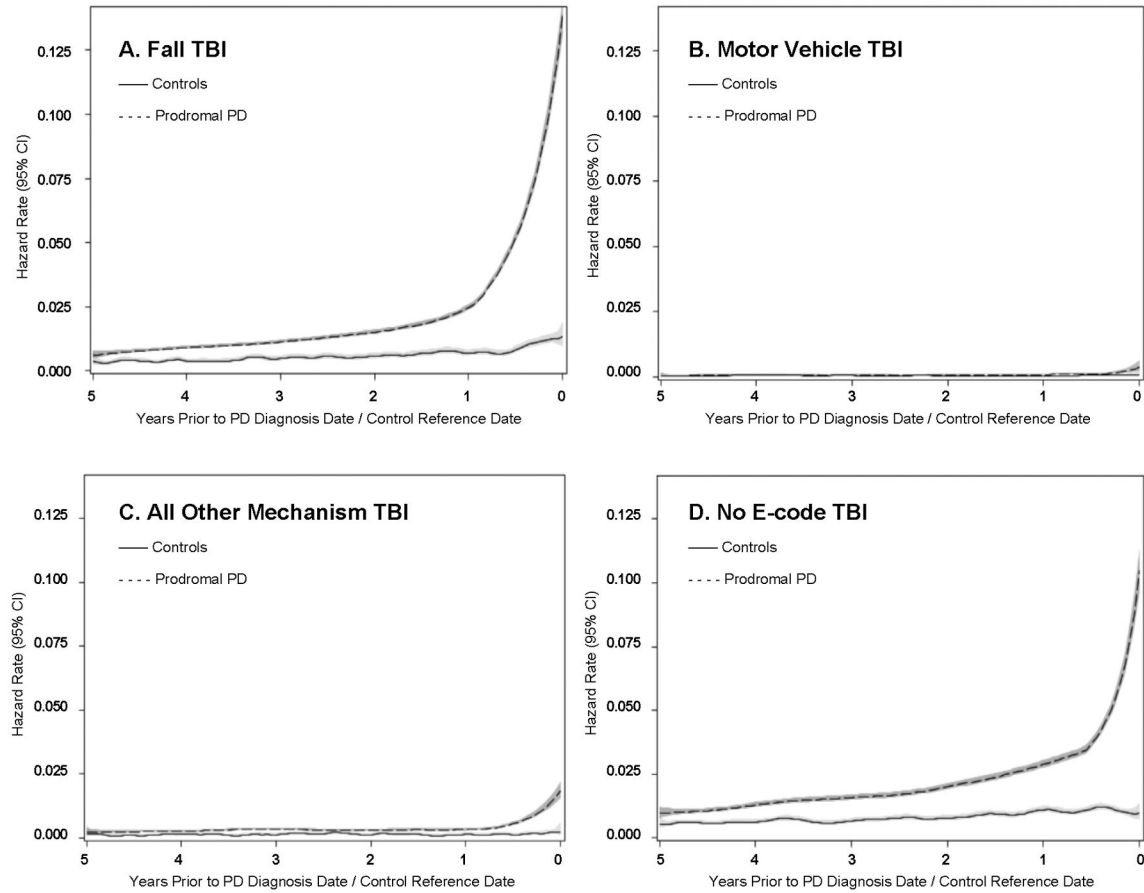 A. Fall TBI
Controls
Prodromal PD
Hazard Rate (95% CI)
0.125
0.100
0.075
0.050
0.025
0.000
5 4 3 2 1 0
Years Prior to PD Diagnosis Date / Control Reference Date
B. Motor Vehicle TBI
Controls
Prodromal PD
Hazard Rate (95% CI)
0.125
0.100
0.075
0.050
0.025
0.000
5 4 3 2 1 0
Years Prior to PD Diagnosis Date / Control Reference Date
C. All Other Mechanism TBI
Controls
Prodromal PD
Hazard Rate (95% CI)
0.125
0.100
0.075
0.050
0.025
0.000
5 4 3 2 1 0
Years Prior to PD Diagnosis Date / Control Reference Date
D. No E-code TBI
Controls
Prodromal PD
Hazard Rate (95% CI)
0.125
0.100
0.075
0.050
0.025
0.000
5 4 3 2 1 0
Years Prior to PD Diagnosis Date / Control Reference Date